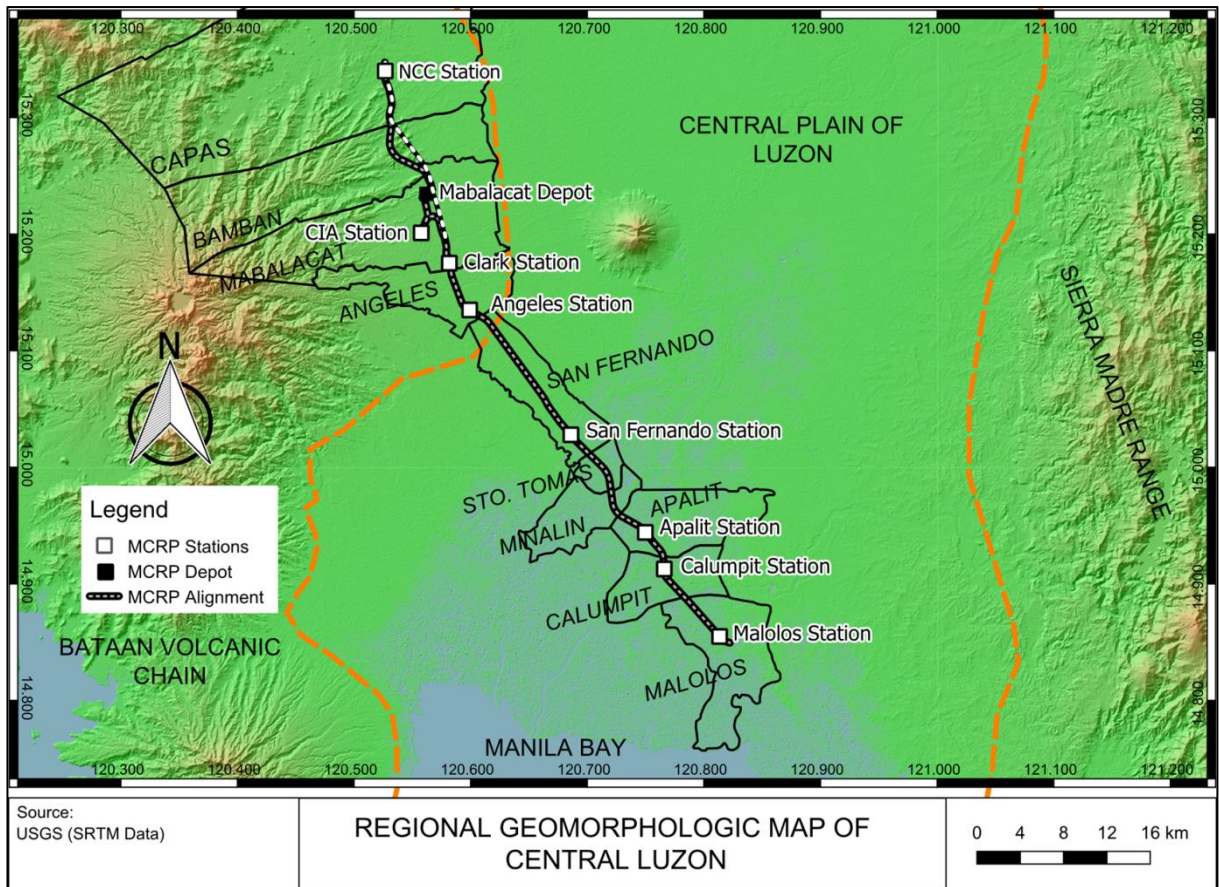 120.300 120.400 120.500 120.600 120.700 120.800 120.900 121.000 121.100 121.200
NCC Station
15.300
15.300
CENTRAL PLAIN OF
LUZON
CAPAS
Mabalacat Depot
BAMBAN
CIA Station
15.200
15.200
MABALACAT
Clark Station
ANGELES
Angeles Station
SIERRA MADRE RANGE
15.100
15.100
SAN FERNANDO
N
San Fernando Station
15.000
15.000
STO. TOMAS
APALIT
MINALIN
Apalit Station
Legend
MCRP Stations
MCRP Depot
MCRP Alignment
Calumpit Station
14.900
14.900
CALUMPIT
BATAAN VOLCANIC
CHAIN
Malolos Station
MALOLOS
14.800
14.800
MANILA BAY
120.300 120.400 120.500 120.600 120.700 120.800 120.900 121.000 121.100 121.200
Source:
USGS (SRTM Data)
REGIONAL GEOMORPHOLOGIC MAP OF
CENTRAL LUZON
0 4 8 12 16 km